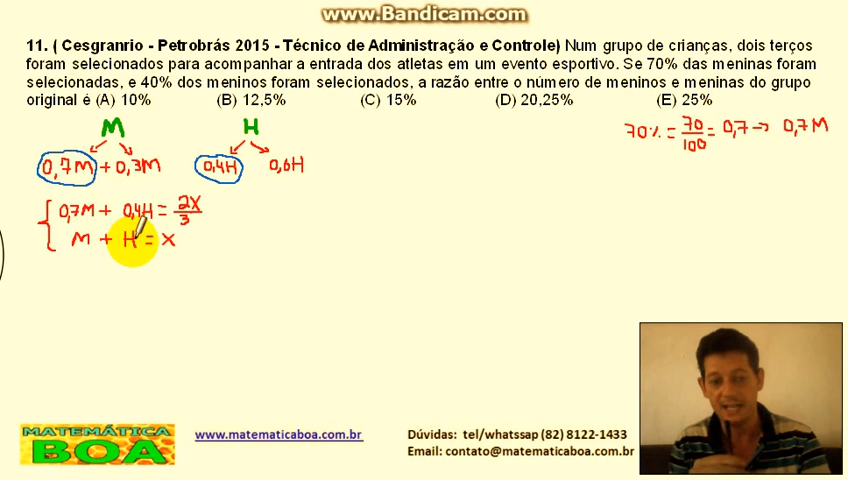 www.Bandicam.com
11. ( Cesgranrio - Petrobrás 2015 - Técnico de Administração e Controle) Num grupo de crianças, dois terços
foram selecionados para acompanhar a entrada dos atletas em um evento esportivo. Se 70% das meninas foram
selecionadas, e 40% dos meninos foram selecionados, a razão entre o número de meninos e meninas do grupo
original é (A) 10% (B) 12,5% (C) 15% (D) 20,25% (E) 25%
M H
70% = 70/100 = 0,7 → 0,7M
0,7M + 0,3M 0,4H 0,6H
0,7M + 0,4H = 2x/3
M + H = x
MATEMÁTICA
BOA
www.matematicaboa.com.br
Dúvidas: tel/whatssap (82) 8122-1433
Email: contato@matematicaboa.com.br